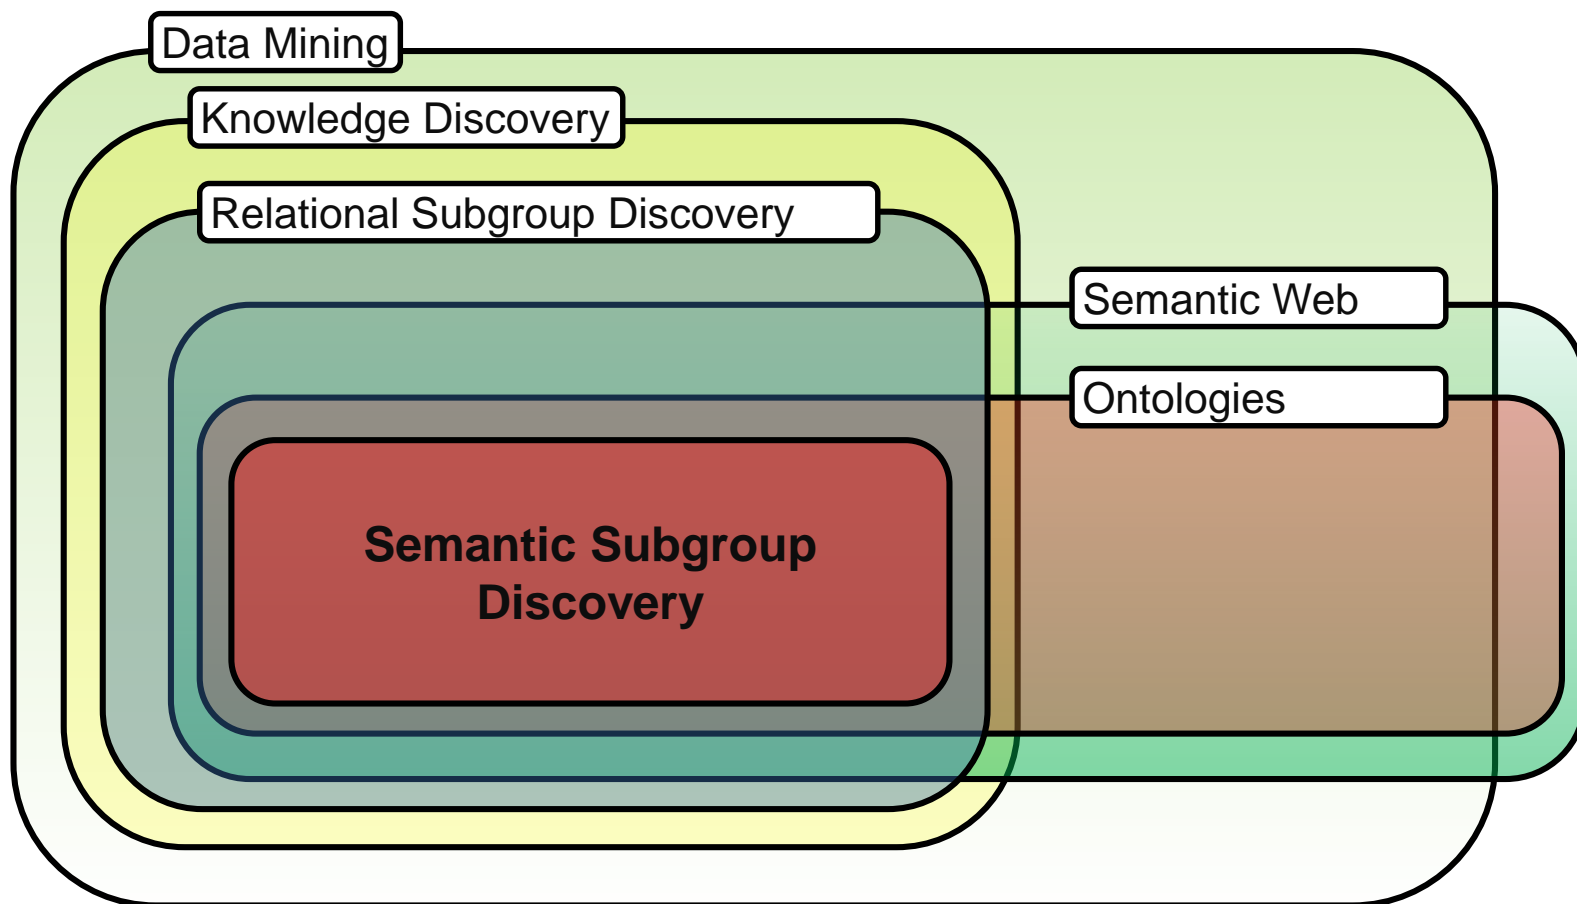 Data Mining
Knowledge Discovery
Relational Subgroup Discovery
Semantic Web
Ontologies
Semantic Subgroup
Discovery